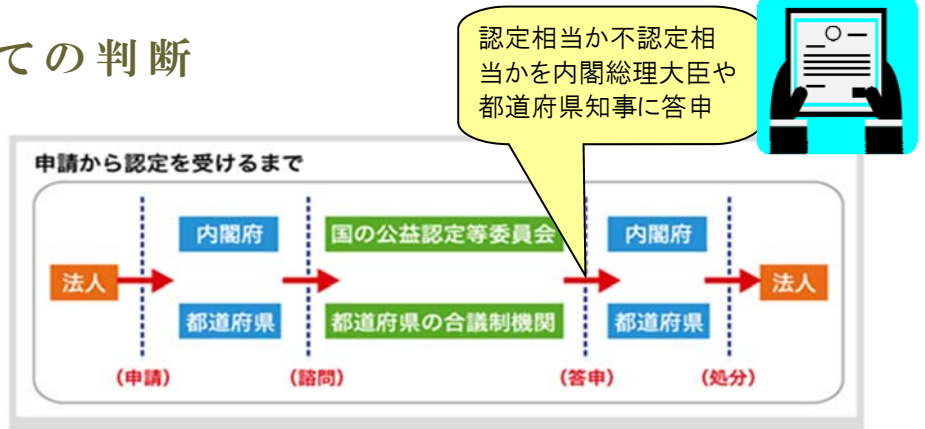 ての判断
認定相当か不認定相
当かを内閣総理大臣や
都道府県知事に答申
申請から認定を受けるまで
内閣府
国の公益認定等委員会
内閣府
法人
法人
都道府県
都道府県の合議制機関
都道府県
(申請)
(諮問)
(答申)
(処分)